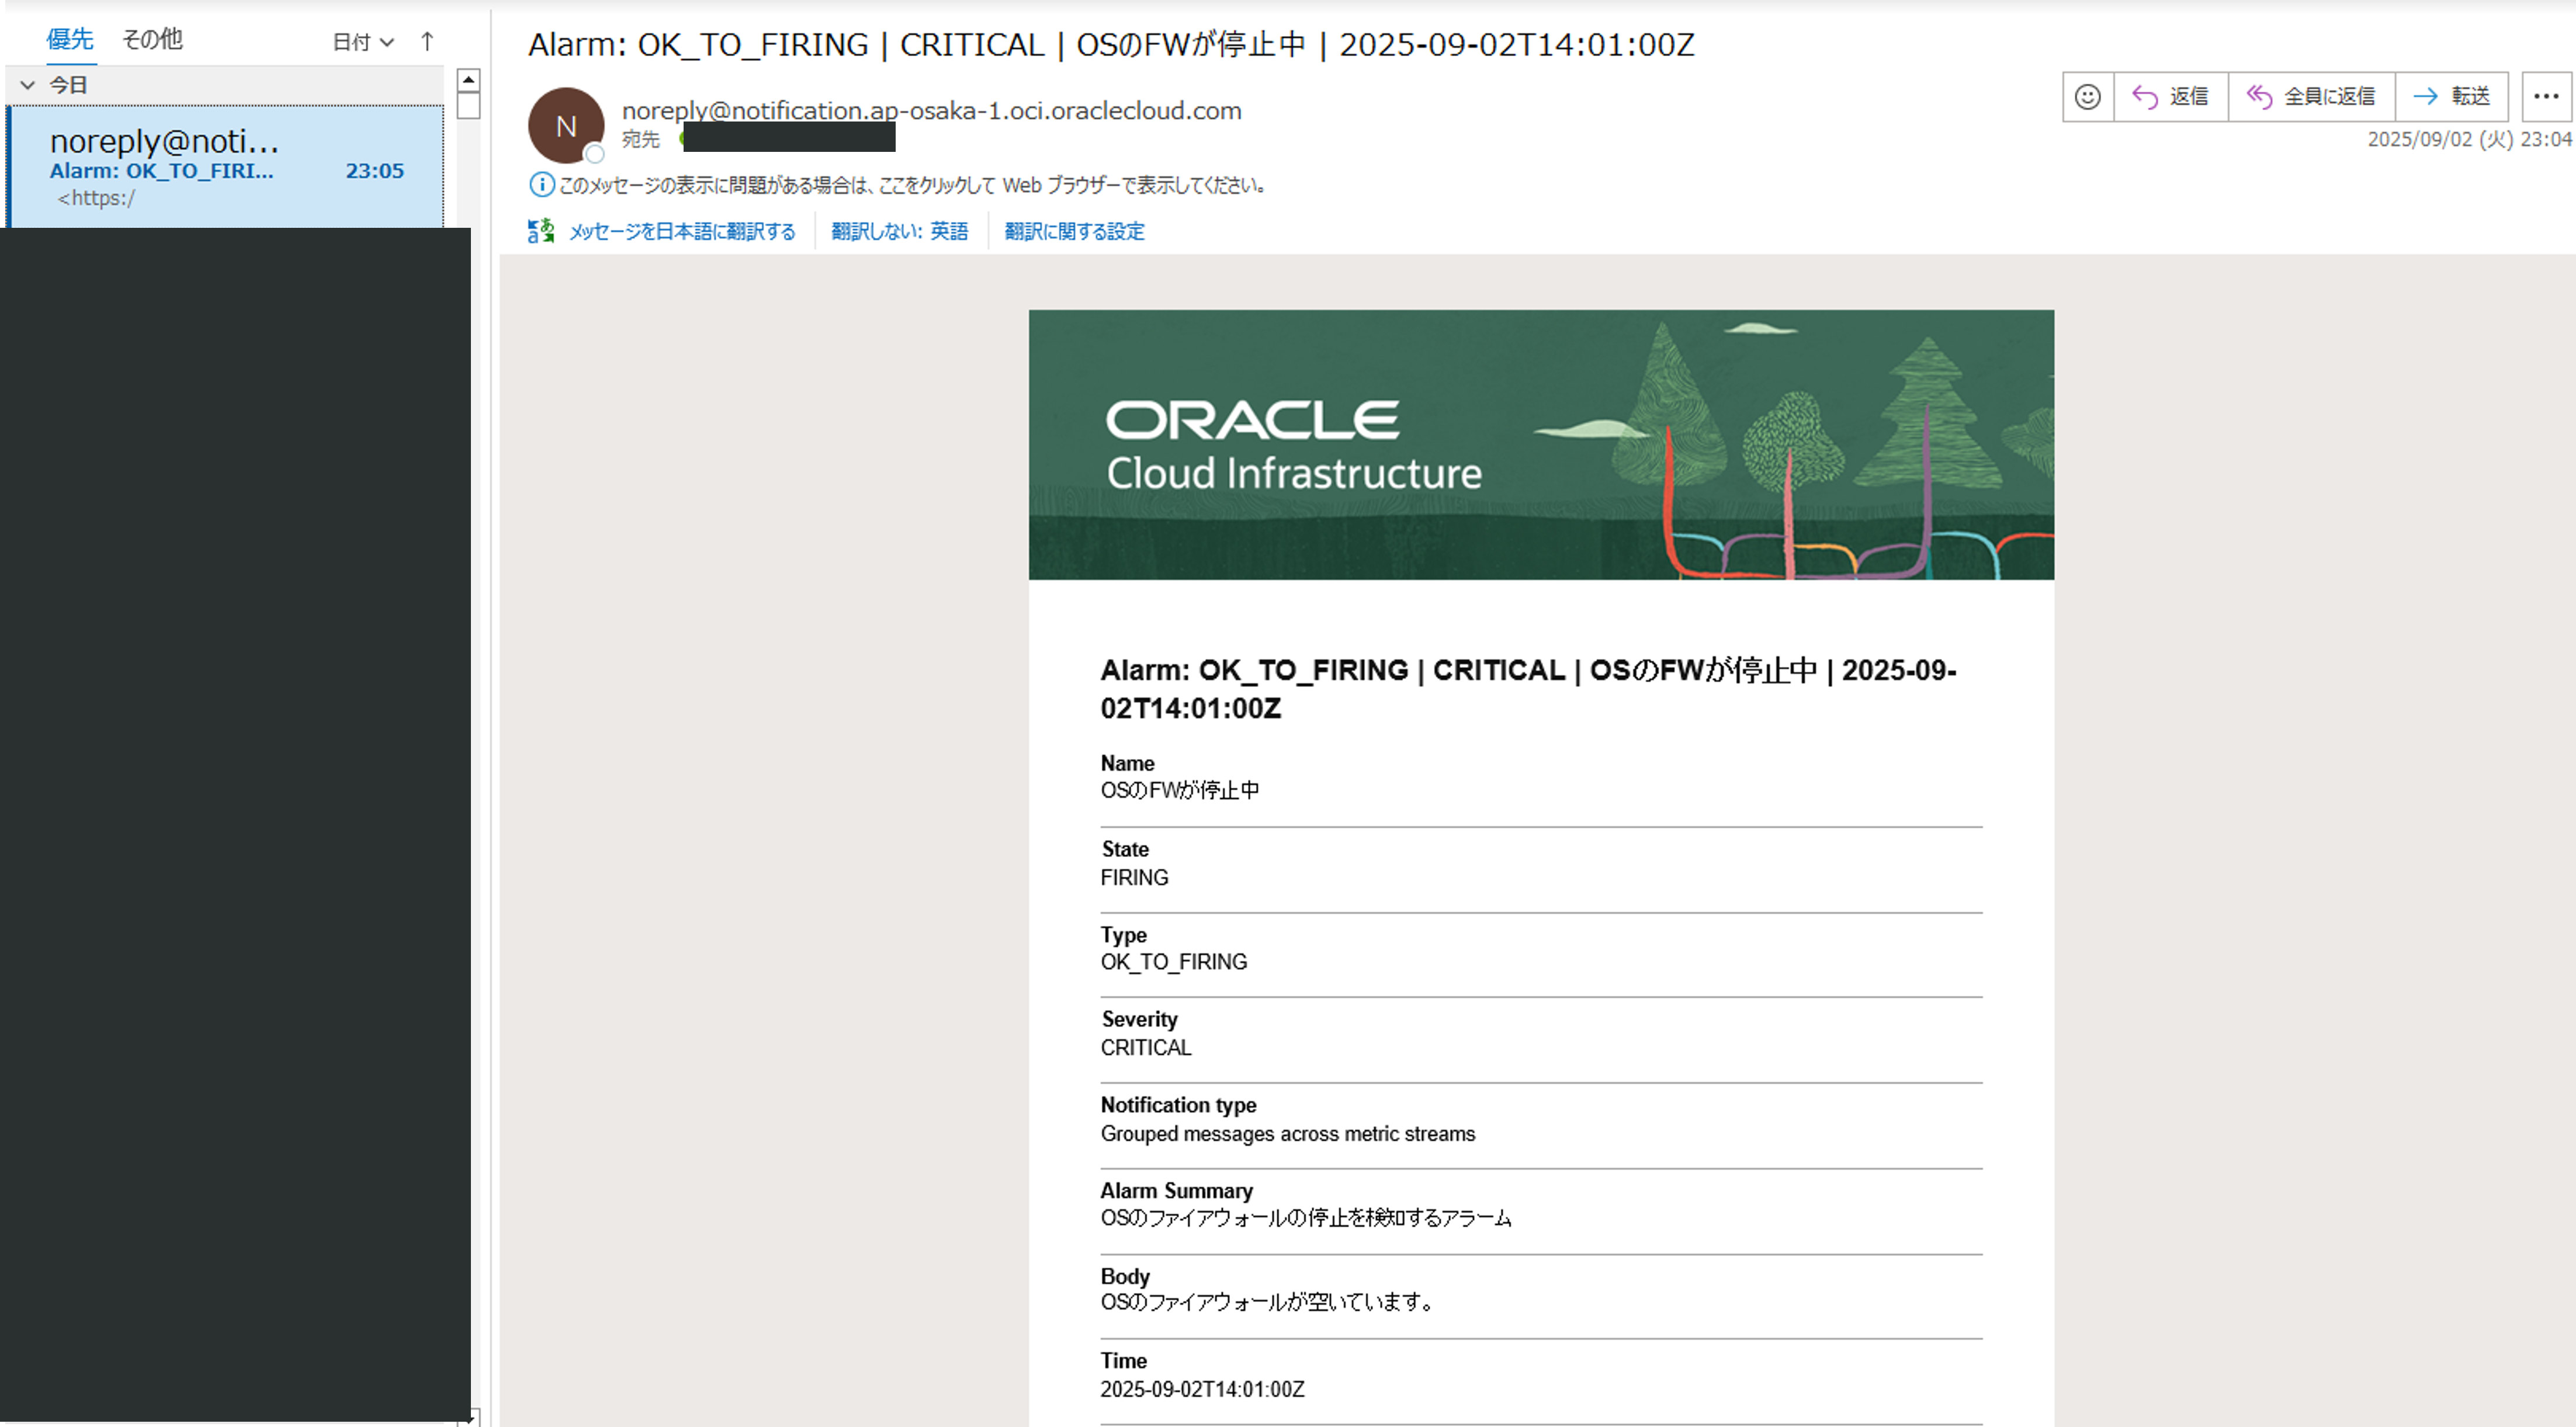 優先 その他 日付 ↑
今日
noreply@noti...
Alarm: OK_TO_FIRI... 23:05
<https:/
Alarm: OK_TO_FIRING | CRITICAL | OSのFWが停止中 | 2025-09-02T14:01:00Z
N
noreply@notification.ap-osaka-1.oci.oraclecloud.com
宛先
返信 全員に返信 転送 ...
2025/09/02 (火) 23:04
このメッセージの表示に問題がある場合は、ここをクリックして Web ブラウザーで表示してください。
メッセージを日本語に翻訳する 翻訳しない: 英語 翻訳に関する設定
ORACLE
Cloud Infrastructure
Alarm: OK_TO_FIRING | CRITICAL | OSのFWが停止中 | 2025-09-
02T14:01:00Z
Name
OSのFWが停止中
State
FIRING
Type
OK_TO_FIRING
Severity
CRITICAL
Notification type
Grouped messages across metric streams
Alarm Summary
OSのファイアウォールの停止を検知するアラーム
Body
OSのファイアウォールが空いています。
Time
2025-09-02T14:01:00Z